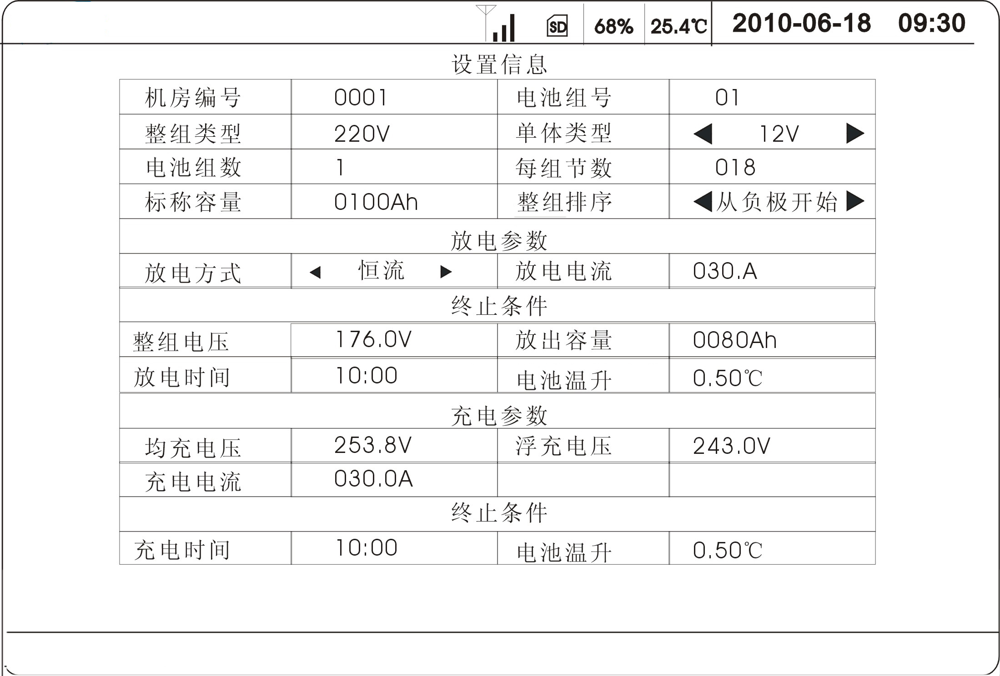 SD 68% 25.4℃ 2010-06-18 09:30
设置信息
机房编号 0001 电池组号 01
整组类型 220V 单体类型 ◀ 12V ▶
电池组数 1 每组节数 018
标称容量 0100Ah 整组排序 ◀从负极开始▶
放电参数
放电方式 ◀ 恒流 ▶ 放电电流 030.A
终止条件
整组电压 176.0V 放出容量 0080Ah
放电时间 10:00 电池温升 0.50℃
充电参数
均充电压 253.8V 浮充电压 243.0V
充电电流 030.0A
终止条件
充电时间 10:00 电池温升 0.50℃